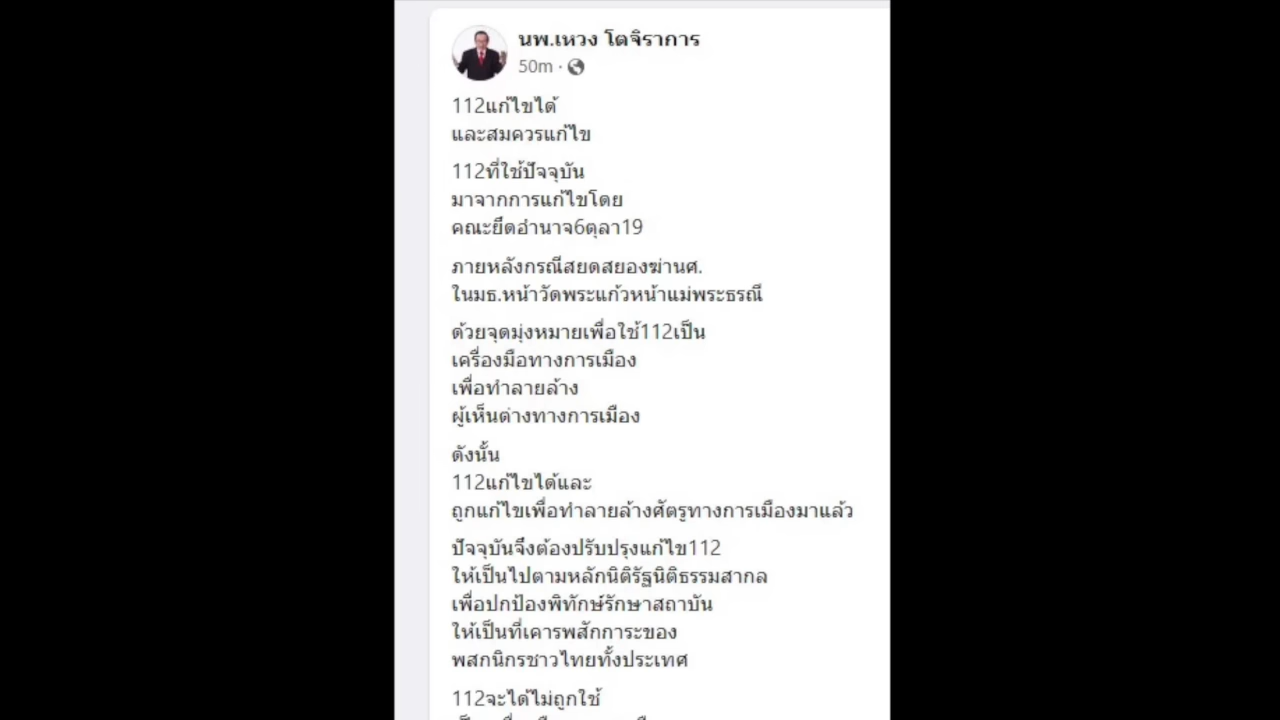 นพ.เหวง โตจิราการ
50m ·
112แก้ไขได้
และสมควรแก้ไข
112ที่ใช้ปัจจุบัน
มาจากการแก้ไขโดย
คณะยึดอำนาจ6ตุลา19
ภายหลังกรณีสยดสยองฆ่านศ.
ในมธ.หน้าวัดพระแก้วหน้าแม่พระธรณี
ด้วยจุดมุ่งหมายเพื่อใช้112เป็น
เครื่องมือทางการเมือง
เพื่อทำลายล้าง
ผู้เห็นต่างทางการเมือง
ดังนั้น
112แก้ไขได้และ
ถูกแก้ไขเพื่อทำลายล้างศัตรูทางการเมืองมาแล้ว
ปัจจุบันจึงต้องปรับปรุงแก้ไข112
ให้เป็นไปตามหลักนิติรัฐนิติธรรมสากล
เพื่อปกป้องพิทักษ์รักษาสถาบัน
ให้เป็นที่เคารพสักการะของ
พสกนิกรชาวไทยทั้งประเทศ
112จะได้ไม่ถูกใช้